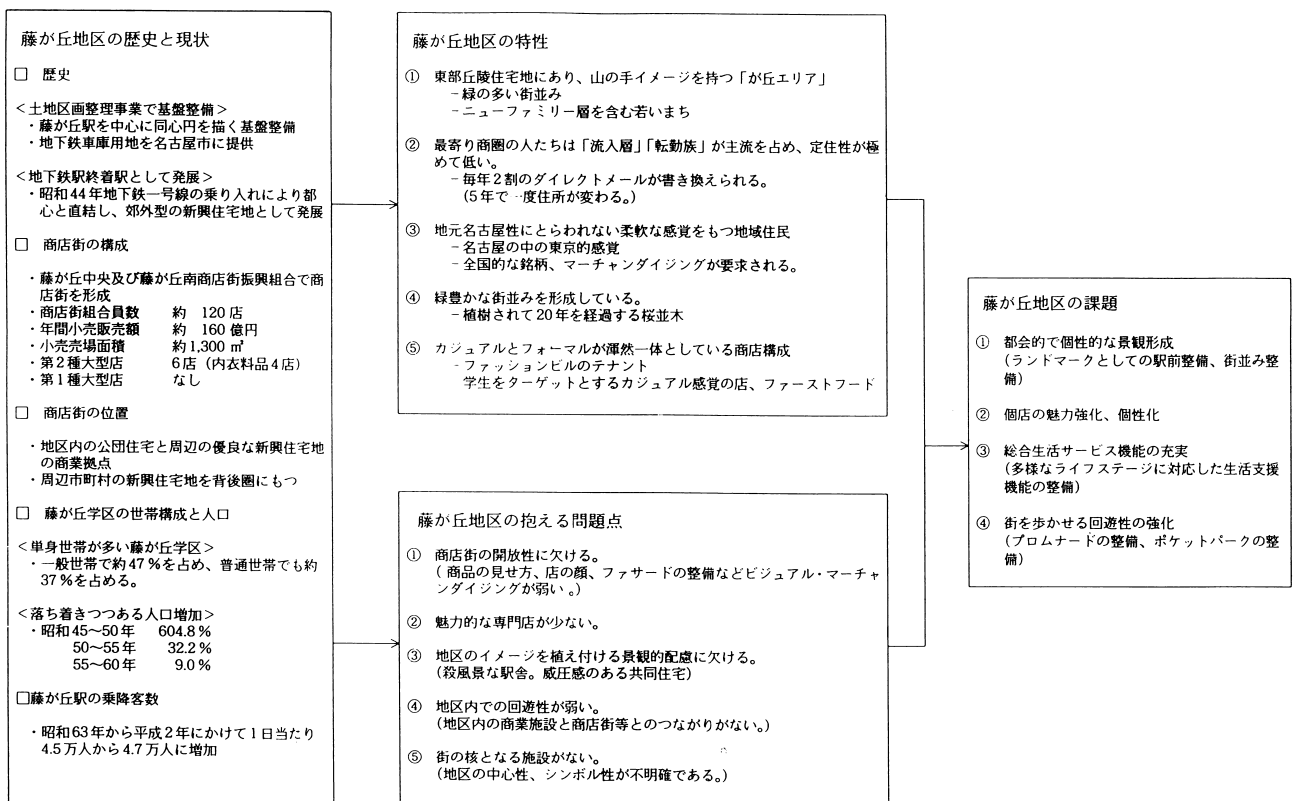 藤が丘地区の歴史と現状
□ 歴史
<土地区画整理事業で基盤整備>
・藤が丘駅を中心に同心円を描く基盤整備
・地下鉄車庫用地を名古屋市に提供
<地下鉄駅終着駅として発展>
・昭和44年地下鉄一号線の乗り入れにより都
心と直結し、郊外型の新興住宅地として発展
□ 商店街の構成
・藤が丘中央及び藤が丘南商店街振興組合で商
店街を形成
・商店街組合員数 約 120店
・年間小売販売額 約 160億円
・小売売場面積 約1,300㎡
・第2種大型店 6店(内衣料品4店)
・第1種大型店 なし
□ 商店街の位置
・地区内の公団住宅と周辺の優良な新興住宅地
の商業拠点
・周辺市町村の新興住宅地を背後圏にもつ
□ 藤が丘学区の世帯構成と人口
<単身世帯が多い藤が丘学区>
・一般世帯で約47%を占め、普通世帯でも約
37%を占める。
<落ち着きつつある人口増加>
・昭和45〜50年 604.8%
50〜55年 32.2%
55〜60年 9.0%
□藤が丘駅の乗降客数
・昭和63年から平成2年にかけて1日当たり
4.5万人から4.7万人に増加
藤が丘地区の特性
① 東部丘陵住宅地にあり、山の手イメージを持つ「が丘エリア」
－緑の多い街並み
－ニューファミリー層を含む若いまち
② 最寄り商圏の人たちは「流入層」「転勤族」が主流を占め、定住性が極
めて低い。
－毎年2割のダイレクトメールが書き換えられる。
(5年で一度住所が変わる。)
③ 地元名古屋性にとらわれない柔軟な感覚をもつ地域住民
－名古屋の中の東京的感覚
－全国的な銘柄、マーチャンダイジングが要求される。
④ 緑豊かな街並みを形成している。
－植樹されて20年を経過する桜並木
⑤ カジュアルとフォーマルが渾然一体としている商店構成
－ファッションビルのテナント
学生をターゲットとするカジュアル感覚の店、ファーストフード
藤が丘地区の抱える問題点
① 商店街の開放性に欠ける。
(商品の見せ方、店の顔、ファサードの整備などビジュアル・マーチャ
ンダイジングが弱い。)
② 魅力的な専門店が少ない。
③ 地区のイメージを植え付ける景観的配慮に欠ける。
(殺風景な駅舎。威圧感のある共同住宅)
④ 地区内での回遊性が弱い。
(地区内の商業施設と商店街等とのつながりがない。)
⑤ 街の核となる施設がない。
(地区の中心性、シンボル性が不明確である。)
藤が丘地区の課題
① 都会的で個性的な景観形成
(ランドマークとしての駅前整備、街並み整
備)
② 個店の魅力強化、個性化
③ 総合生活サービス機能の充実
(多様なライフステージに対応した生活支援
機能の整備)
④ 街を歩かせる回遊性の強化
(プロムナードの整備、ポケットパークの整
備)